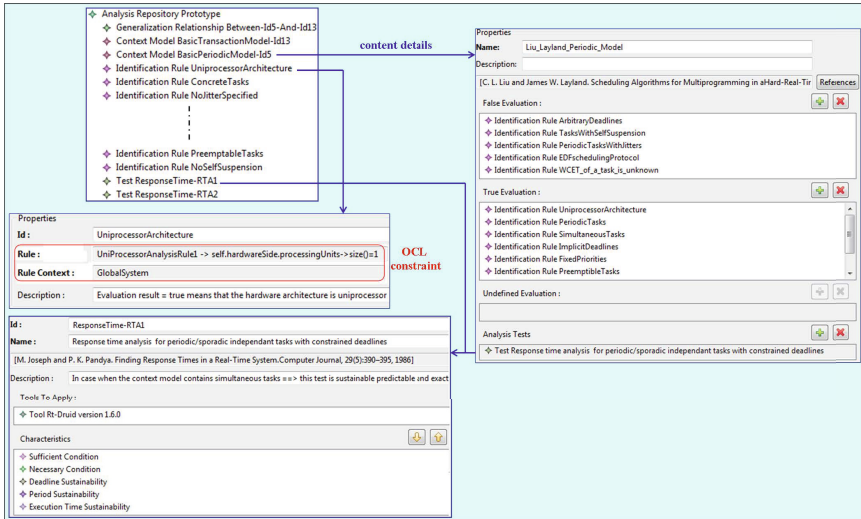 Analysis Repository Prototype
Generalization Relationship Between-Id5-And-Id13
Context Model BasicTransactionModel-Id13
Context Model BasicPeriodicModel-Id5
Identification Rule UniprocessorArchitecture
Identification Rule ConcreteTasks
Identification Rule NoJitterSpecified
Identification Rule PreemptableTasks
Identification Rule NoSelfSuspension
Test ResponseTime-RTA1
Test ResponseTime-RTA2
content details
Properties
Name: Liu_Layland_Periodic_Model
Description:
[C. L. Liu and James W. Layland. Scheduling Algorithms for Multiprogramming in aHard-Real-Tir References
False Evaluation :
Identification Rule ArbitraryDeadlines
Identification Rule TasksWithSelfSuspension
Identification Rule PeriodicTasksWithJitters
Identification Rule EDFschedulingProtocol
Identification Rule WCET_of_a_task_is_unknown
True Evaluation :
Identification Rule UniprocessorArchitecture
Identification Rule PeriodicTasks
Identification Rule SimultaneousTasks
Identification Rule ImplicitDeadlines
Identification Rule FixedPriorities
Identification Rule PreemptibleTasks
Undefined Evaluation :
Analysis Tests
Test Response time analysis for periodic/sporadic independant tasks with constrained deadlines
Properties
Id : UniprocessorArchitecture
Rule : UniProcessorAnalysisRule1 -> self.hardwareSide.processingUnits->size()=1
Rule Context : GlobalSystem
Description : Evaluation result = true means that the hardware architecture is uniprocessor
OCL
constraint
Id : ResponseTime-RTA1
Name : Response time analysis for periodic/sporadic independant tasks with constrained deadlines
[M. Joseph and P. K. Pandya. Finding Response Times in a Real-Time System.Computer Journal, 29(5):390–395, 1986]
Description : In case when the context model contains simultaneous tasks ==> this test is sustainable predictable and exact
Tools To Apply :
Tool Rt-Druid version 1.6.0
Characteristics
Sufficient Condition
Necessary Condition
Deadline Sustainability
Period Sustainability
Execution Time Sustainability